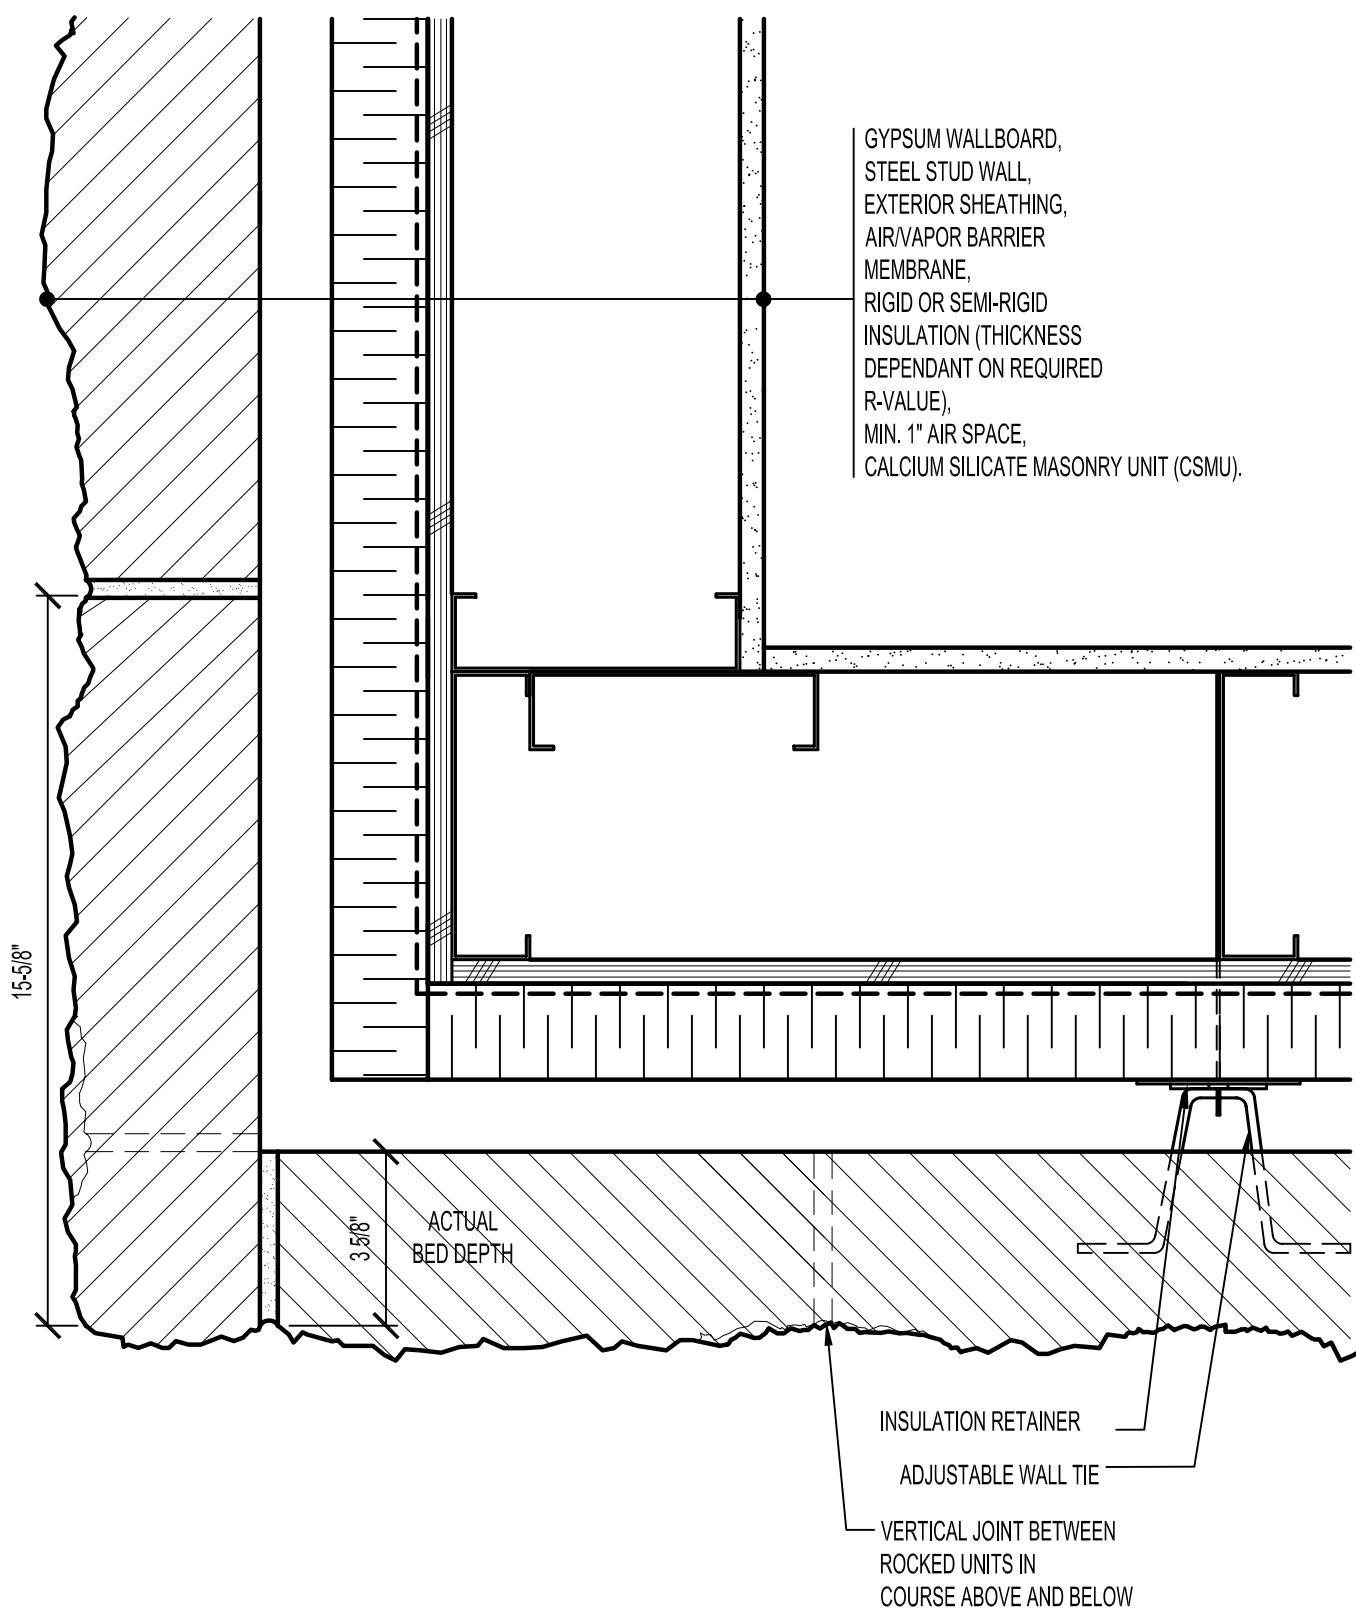 GYPSUM WALLBOARD,
STEEL STUD WALL,
EXTERIOR SHEATHING,
AIR/VAPOR BARRIER
MEMBRANE,
RIGID OR SEMI-RIGID
INSULATION (THICKNESS
DEPENDANT ON REQUIRED
R-VALUE),
MIN. 1" AIR SPACE,
CALCIUM SILICATE MASONRY UNIT (CSMU).
15-5/8"
3 5/8"
ACTUAL
BED DEPTH
INSULATION RETAINER
ADJUSTABLE WALL TIE
VERTICAL JOINT BETWEEN
ROCKED UNITS IN
COURSE ABOVE AND BELOW